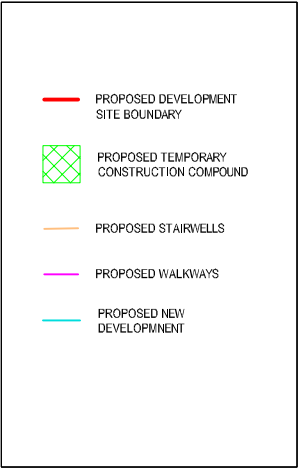 PROPOSED DEVELOPMENT
SITE BOUNDARY
PROPOSED TEMPORARY
CONSTRUCTION COMPOUND
PROPOSED STAIRWELLS
PROPOSED WALKWAYS
PROPOSED NEW
DEVELOPMNENT